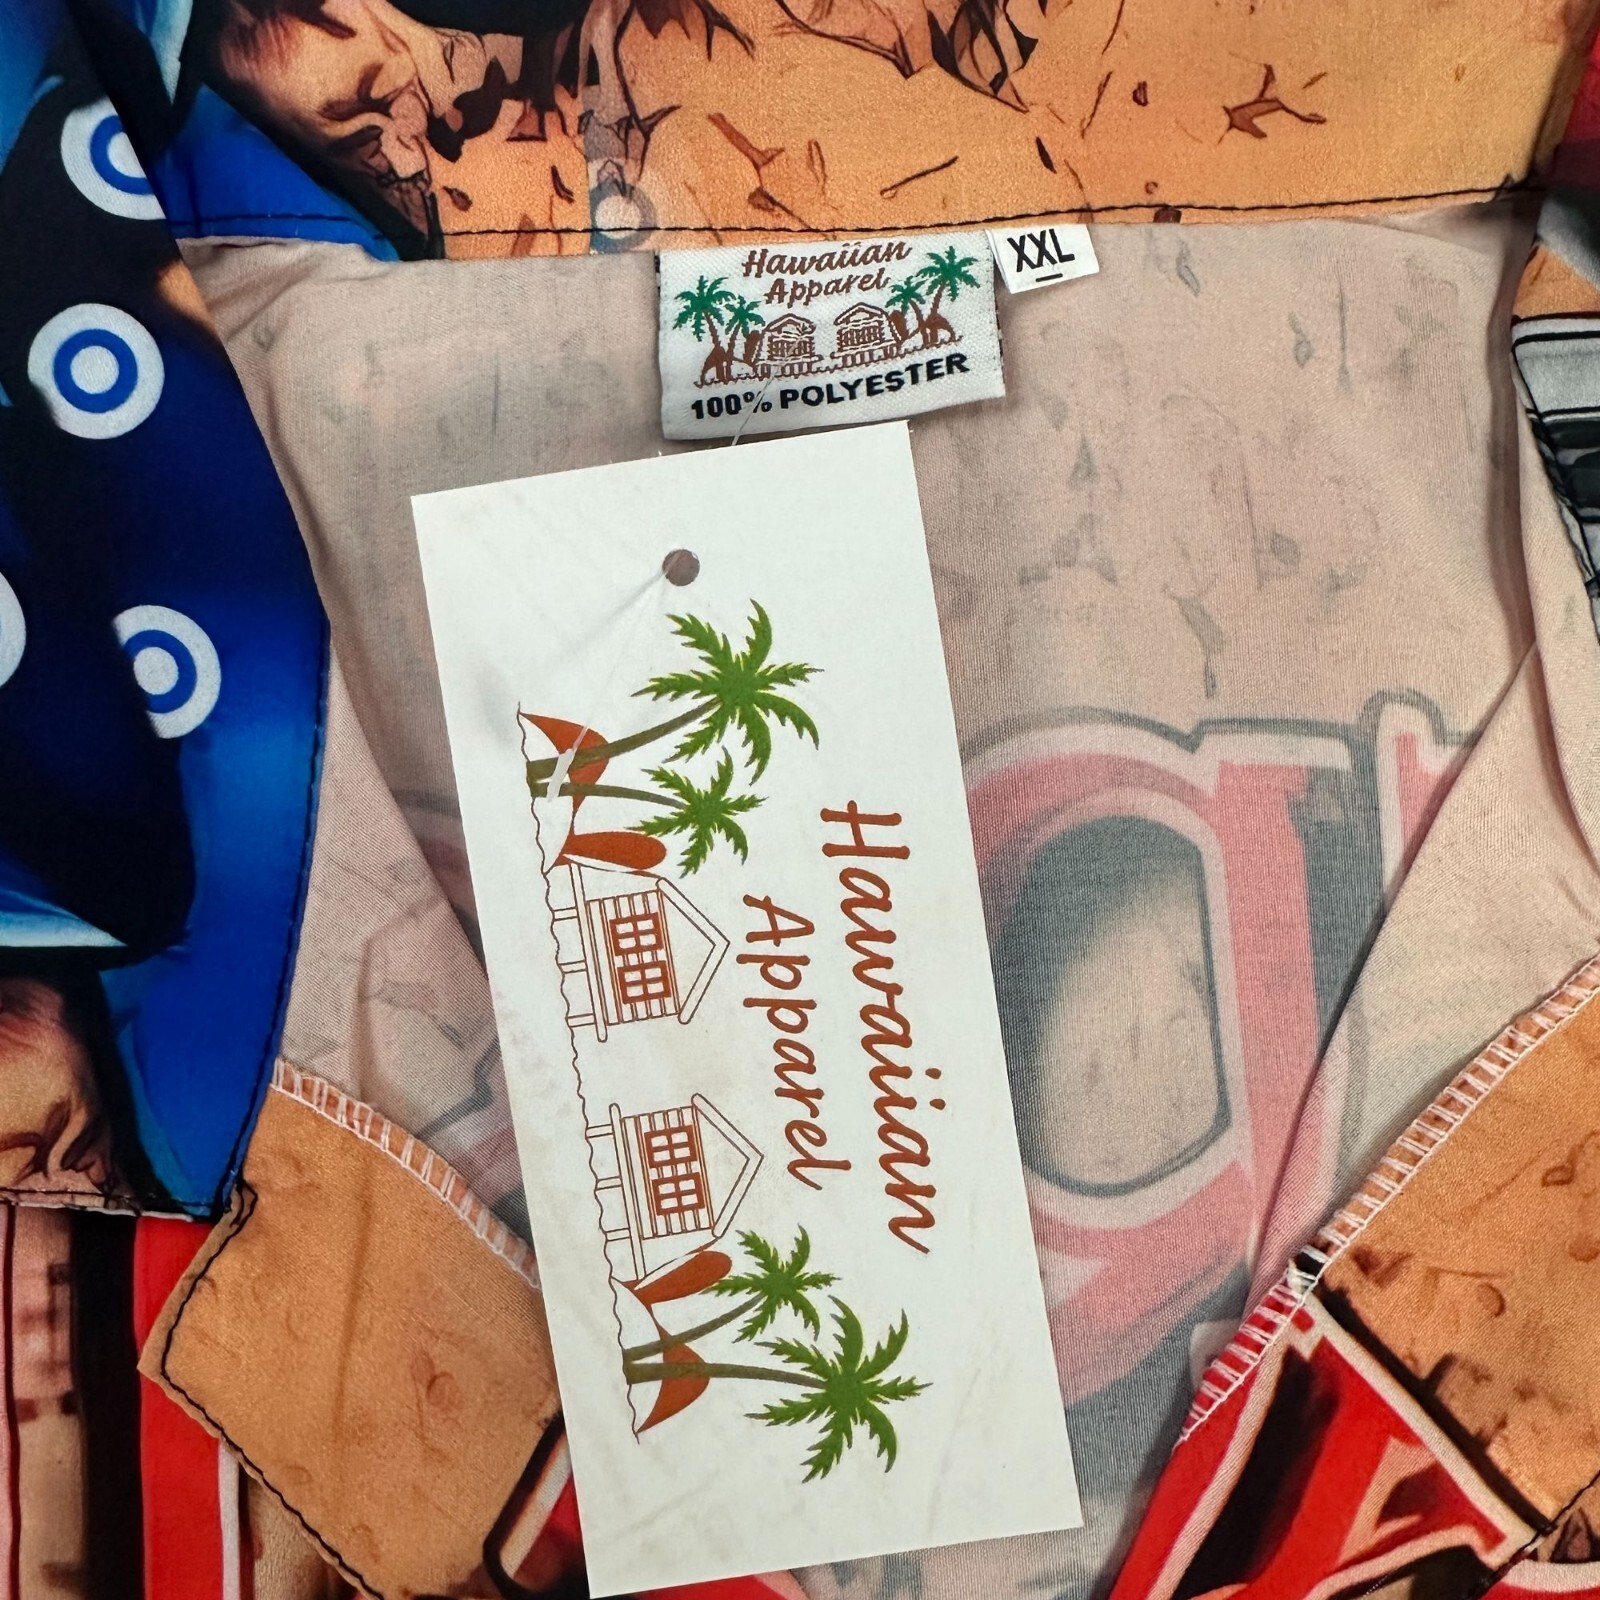 Hawaiian
Apparel
100% POLYESTER
XXL
Hawaiian
Apparel